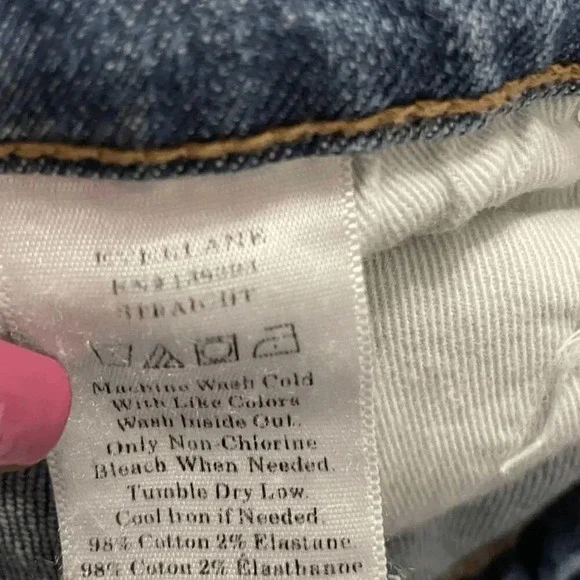 STRAIGHT
Machine Wash Cold
With Like Colors
Wash Inside Out.
Only Non-Chlorine
Bleach When Needed.
Tumble Dry Low.
Cool Iron if Needed.
98% Cotton 2% Elastane
98% Coton 2% Elasthanne